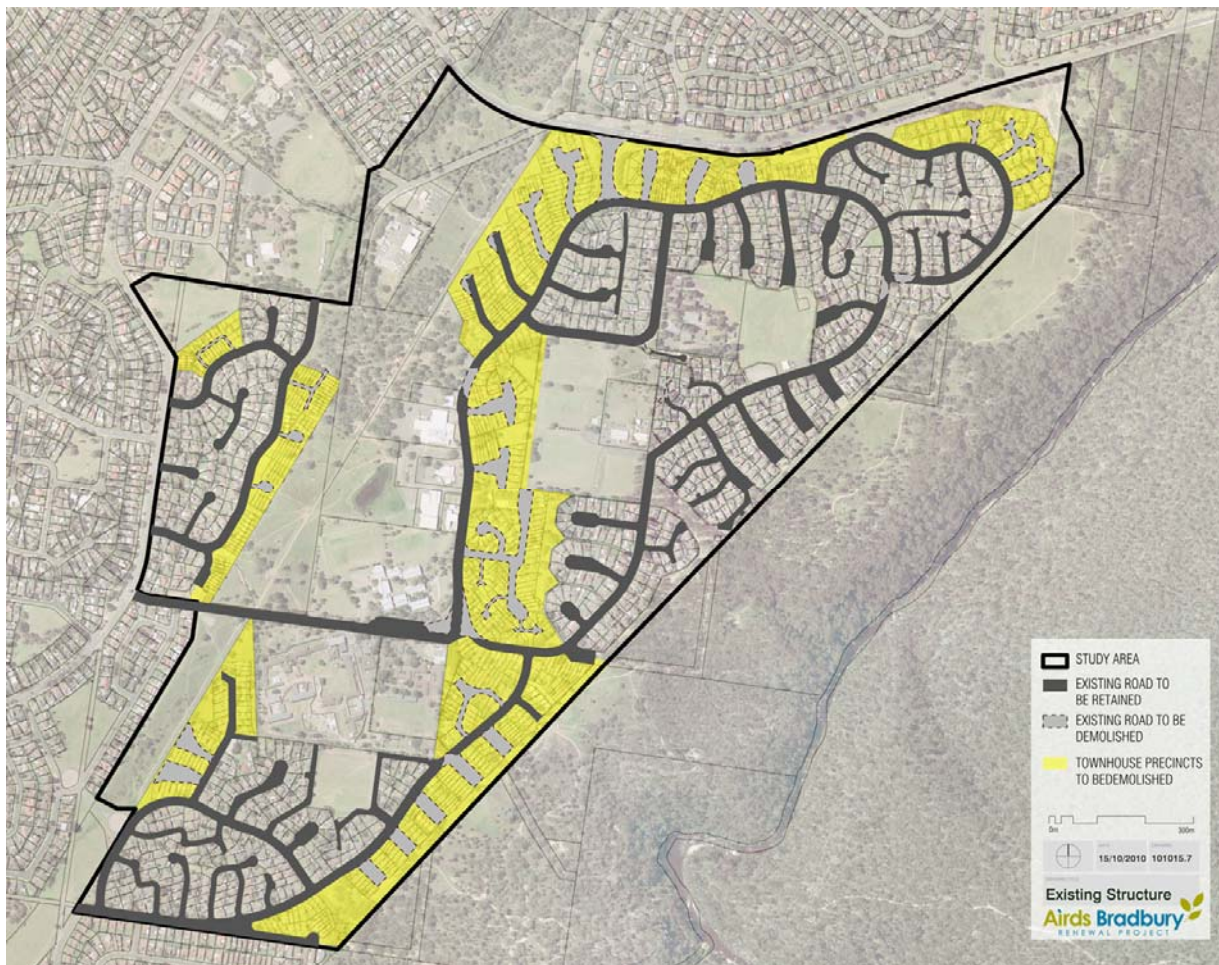 STUDY AREA
EXISTING ROAD TO
BE RETAINED
EXISTING ROAD TO BE
DEMOLISHED
TOWNHOUSE PRECINCTS
TO BEDEMOLISHED
0m 300m
15/10/2010 101015.7
Existing Structure
Airds Bradbury
RENEWAL PROJECT